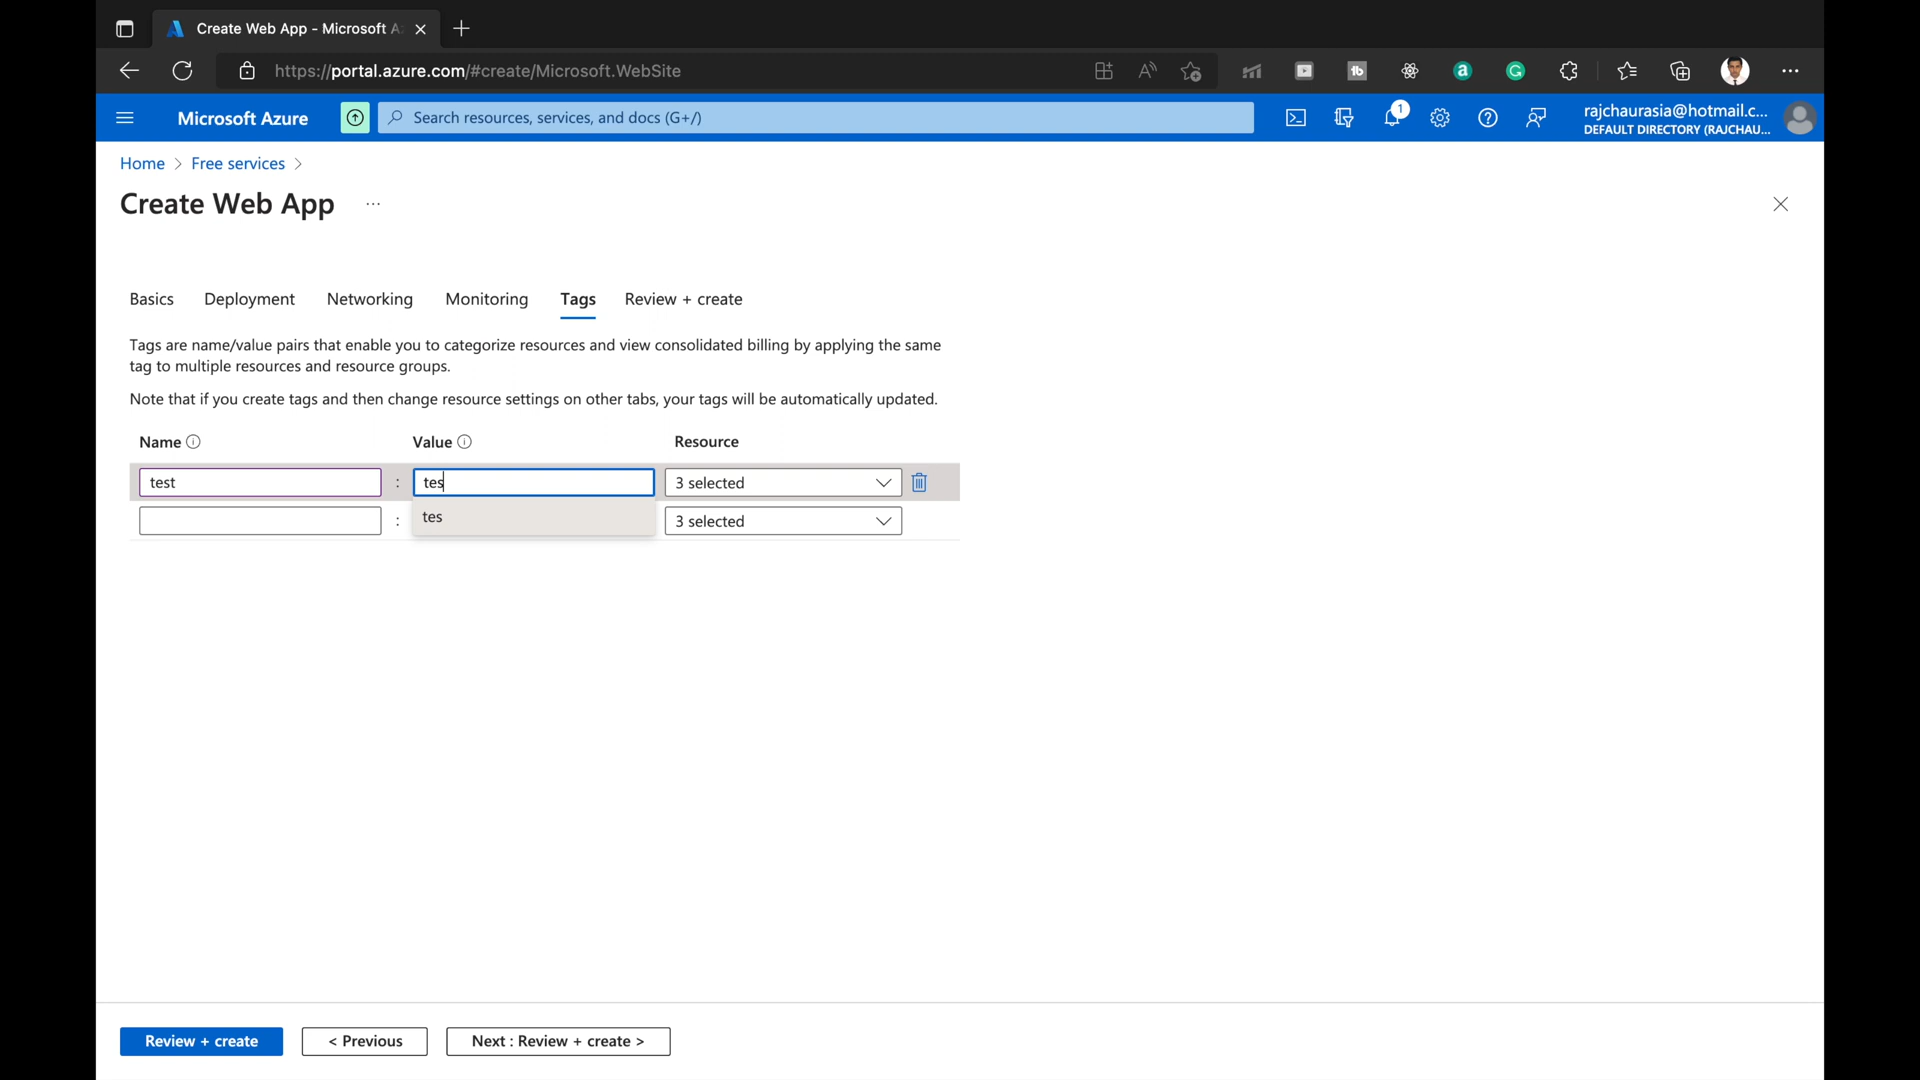 Create Web App - Microsoft A
https://portal.azure.com/#create/Microsoft.WebSite
Microsoft Azure
Search resources, services, and docs (G+/)
1
rajchaurasia@hotmail.c...
DEFAULT DIRECTORY (RAJCHAU...
Home > Free services >
Create Web App ...
Basics Deployment Networking Monitoring Tags Review + create
Tags are name/value pairs that enable you to categorize resources and view consolidated billing by applying the same
tag to multiple resources and resource groups.
Note that if you create tags and then change resource settings on other tabs, your tags will be automatically updated.
Name Value Resource
test : tes 3 selected
tes
: 3 selected
Review + create < Previous Next : Review + create >